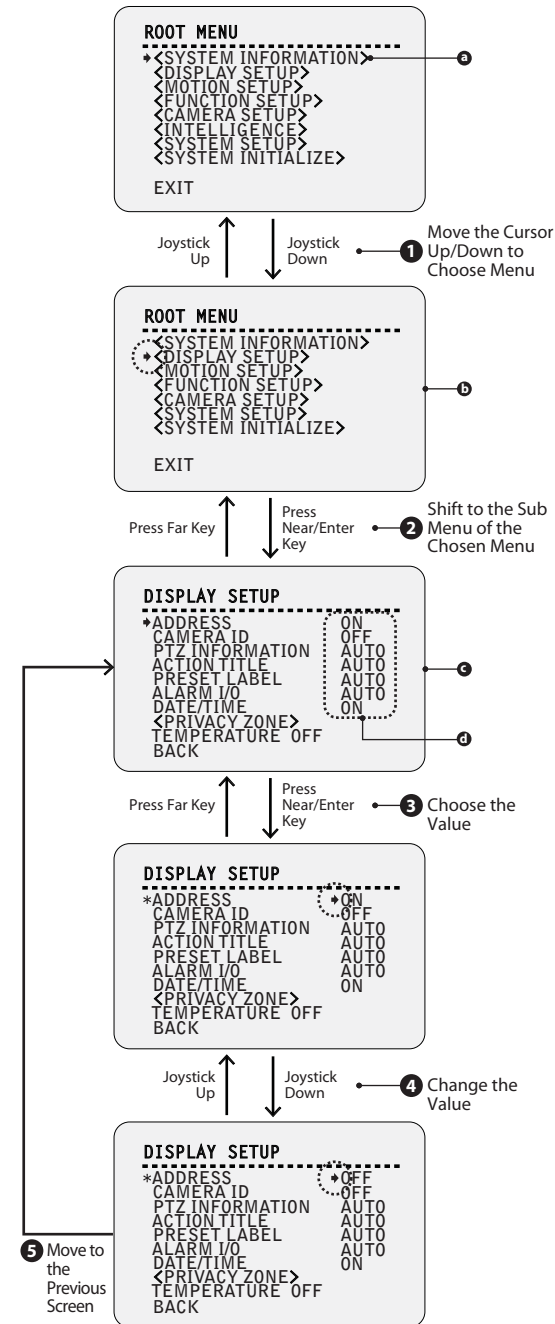 ROOT MENU
<SYSTEM INFORMATION>
a
<DISPLAY SETUP>
<MOTION SETUP>
<FUNCTION SETUP>
<CAMERA SETUP>
<INTELLIGENCE>
<SYSTEM SETUP>
<SYSTEM INITIALIZE>
EXIT
Joystick
Up
Joystick
Down
1
Move the Cursor
Up/Down to
Choose Menu
ROOT MENU
<SYSTEM INFORMATION>
<DISPLAY SETUP>
<MOTION SETUP>
<FUNCTION SETUP>
<CAMERA SETUP>
<SYSTEM SETUP>
<SYSTEM INITIALIZE>
b
EXIT
Press Far Key
Press
Near/Enter
Key
2
Shift to the Sub
Menu of the
Chosen Menu
DISPLAY SETUP
ADDRESS ON
CAMERA ID OFF
PTZ INFORMATION AUTO
ACTION TITLE AUTO
PRESET LABEL AUTO
ALARM I/O AUTO
DATE/TIME ON
<PRIVACY ZONE>
TEMPERATURE OFF
BACK
c
d
Press Far Key
Press
Near/Enter
Key
3
Choose the
Value
DISPLAY SETUP
*ADDRESS ON
CAMERA ID OFF
PTZ INFORMATION AUTO
ACTION TITLE AUTO
PRESET LABEL AUTO
ALARM I/O AUTO
DATE/TIME ON
<PRIVACY ZONE>
TEMPERATURE OFF
BACK
Joystick
Up
Joystick
Down
4
Change the
Value
DISPLAY SETUP
*ADDRESS OFF
CAMERA ID OFF
PTZ INFORMATION AUTO
ACTION TITLE AUTO
PRESET LABEL AUTO
ALARM I/O AUTO
DATE/TIME ON
<PRIVACY ZONE>
TEMPERATURE OFF
BACK
5
Move to
the
Previous
Screen